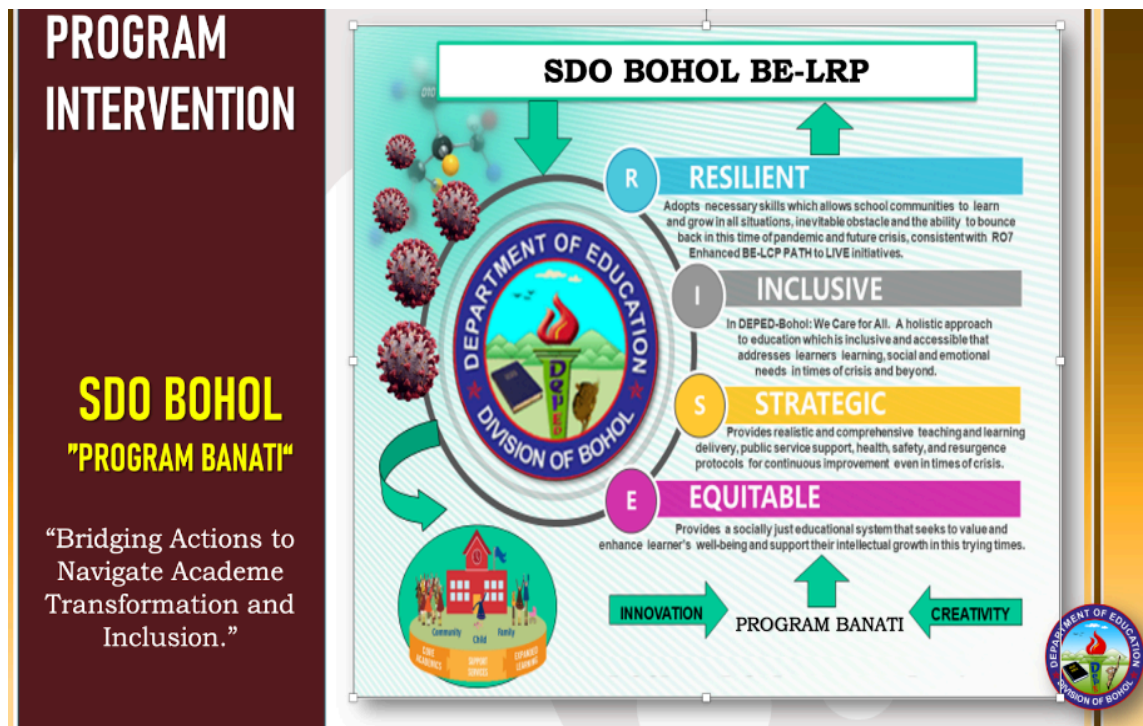 PROGRAM
INTERVENTION
SDO BOHOL
"PROGRAM BANATI“
“Bridging Actions to
Navigate Academe
Transformation and
Inclusion.”
SDO BOHOL BE-LRP
R
RESILIENT
Adopts necessary skills which allows school communities to learn
and grow in all situations, inevitable obstacle and the ability to bounce
back in this time of pandemic and future crisis, consistent with RO7
Enhanced BE-LCP PATH to LIVE initiatives.
I
INCLUSIVE
In DEPED-Bohol: We Care for All. A holistic approach
to education which is inclusive and accessible that
addresses learners learning, social and emotional
needs in times of crisis and beyond.
S
STRATEGIC
Provides realistic and comprehensive teaching and learning
delivery, public service support, health, safety, and resurgence
protocols for continuous improvement even in times of crisis.
E
EQUITABLE
Provides a socially just educational system that seeks to value and
enhance learner's well-being and support their intellectual growth in this trying times.
DEPARTMENT OF EDUCATION
DepED
DIVISION OF BOHOL
Community
Child
Family
CORE
ACADEMICS
SUPPORT
SERVICES
EXPANDED
LEARNING
INNOVATION
PROGRAM BANATI
CREATIVITY
DEPARTMENT OF EDUCATION
DepED
DIVISION OF BOHOL